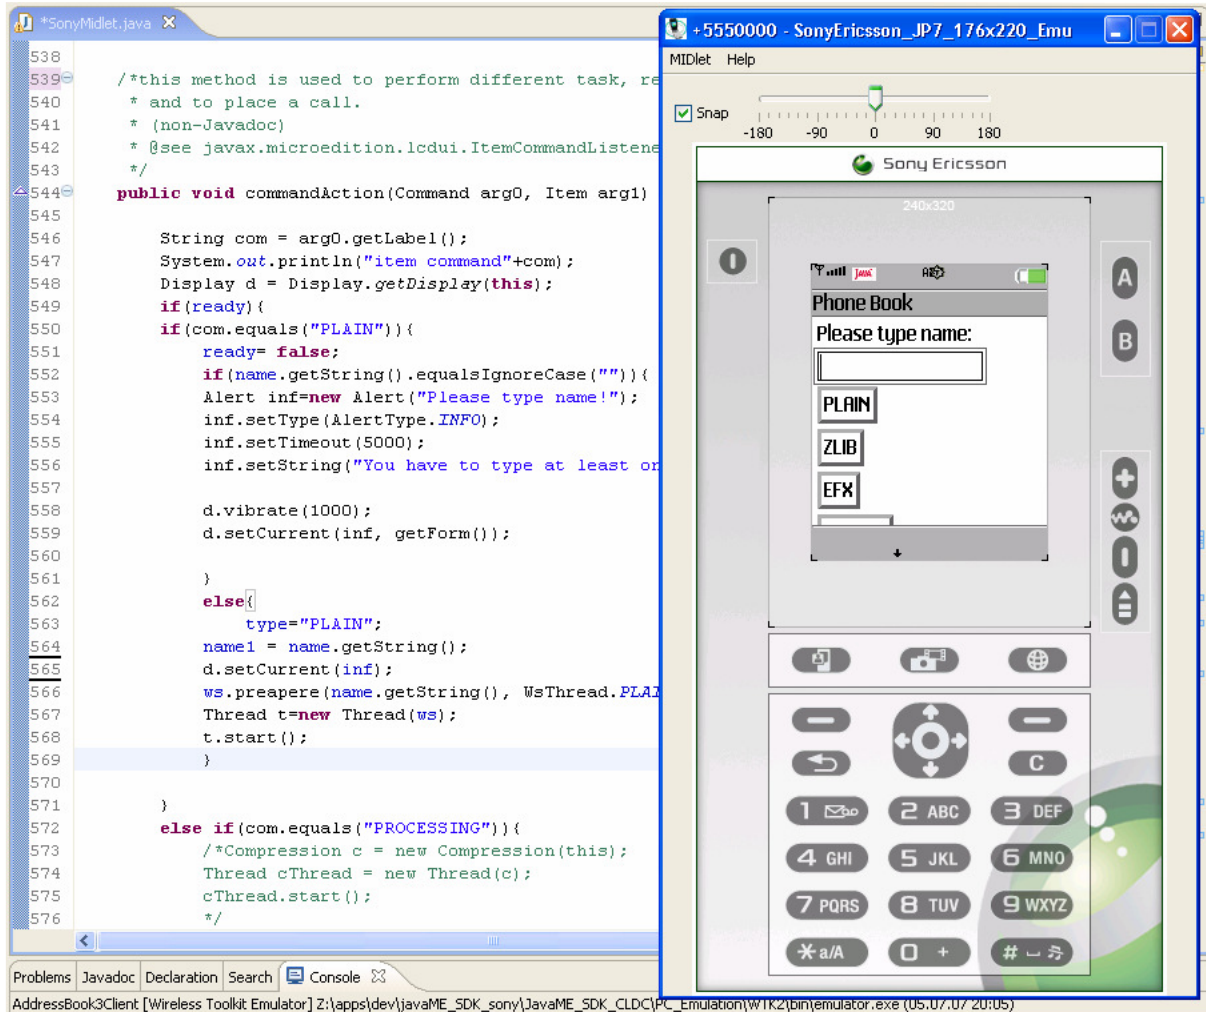 *SonyMidlet.java
538
539 /*this method is used to perform different task, re
540 * and to place a call.
541 * (non-Javadoc)
542 * @see javax.microedition.lcdui.ItemCommandListene
543 */
544 public void commandAction(Command arg0, Item arg1)
545
546 String com = arg0.getLabel();
547 System.out.println("item command"+com);
548 Display d = Display.getDisplay(this);
549 if(ready){
550 if(com.equals("PLAIN")){
551 ready= false;
552 if(name.getString().equalsIgnoreCase("")){
553 Alert inf=new Alert("Please type name!");
554 inf.setType(AlertType.INFO);
555 inf.setTimeout(5000);
556 inf.setString("You have to type at least on
557
558 d.vibrate(1000);
559 d.setCurrent(inf, getForm());
560
561 }
562 else{
563 type="PLAIN";
564 name1 = name.getString();
565 d.setCurrent(inf);
566 ws.preapere(name.getString(), WsThread.PLAI
567 Thread t=new Thread(ws);
568 t.start();
569 }
570
571 }
572 else if(com.equals("PROCESSING")){
573 /*Compression c = new Compression(this);
574 Thread cThread = new Thread(c);
575 cThread.start();
576 */
Problems Javadoc Declaration Search Console
AddressBook3Client [Wireless Toolkit Emulator] Z:\apps\dev\javaME_SDK_sony\JavaME_SDK_CLDC\PC_Emulation\WTK2\bin\emulator.exe (05.07.07 20:05)
+5550000 - SonyEricsson_JP7_176x220_Emu
MIDlet Help
Snap
-180 -90 0 90 180
Sony Ericsson
240x320
A
B
JAVA
Phone Book
Please type name:
PLAIN
ZLIB
EFX
C
1
2 ABC
3 DEF
4 GHI
5 JKL
6 MNO
7 PQRS
8 TUV
9 WXYZ
* a/A
0 +
#